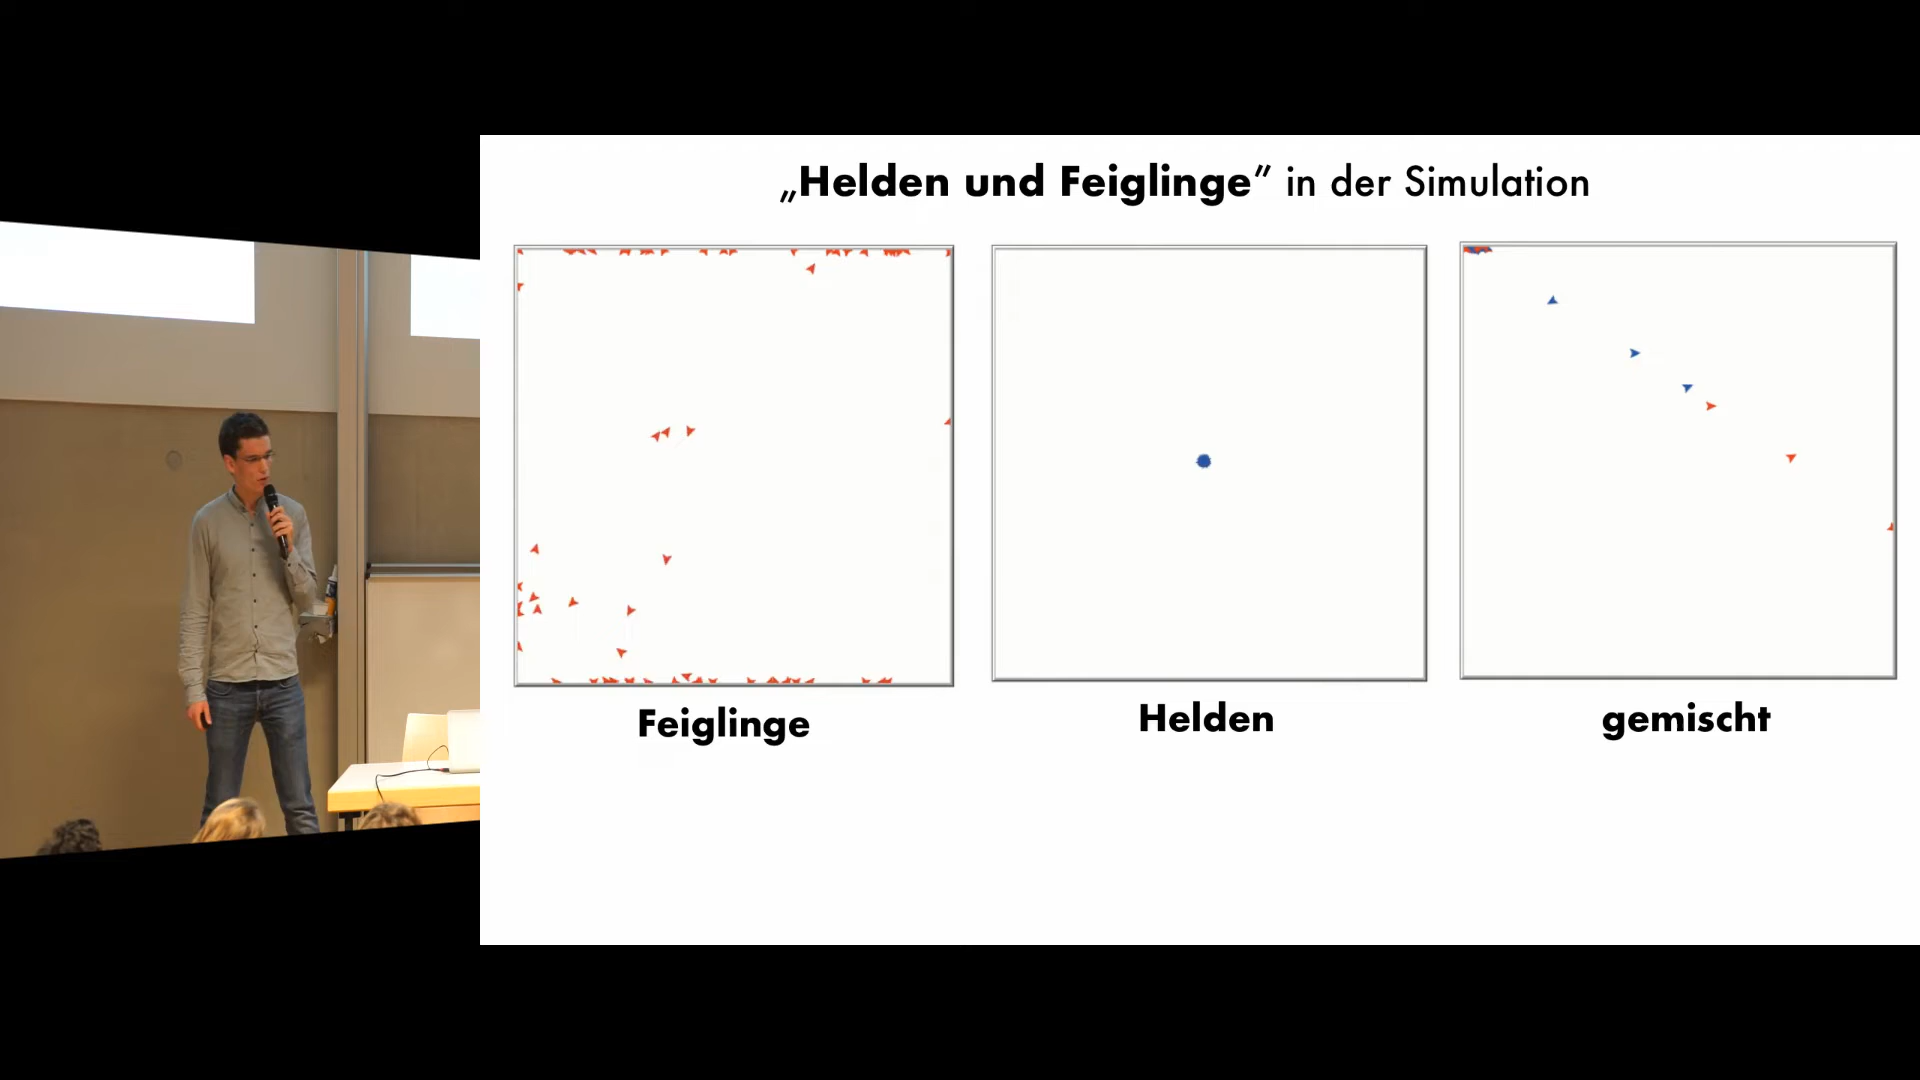 „Helden und Feiglinge” in der Simulation
Feiglinge
Helden
gemischt